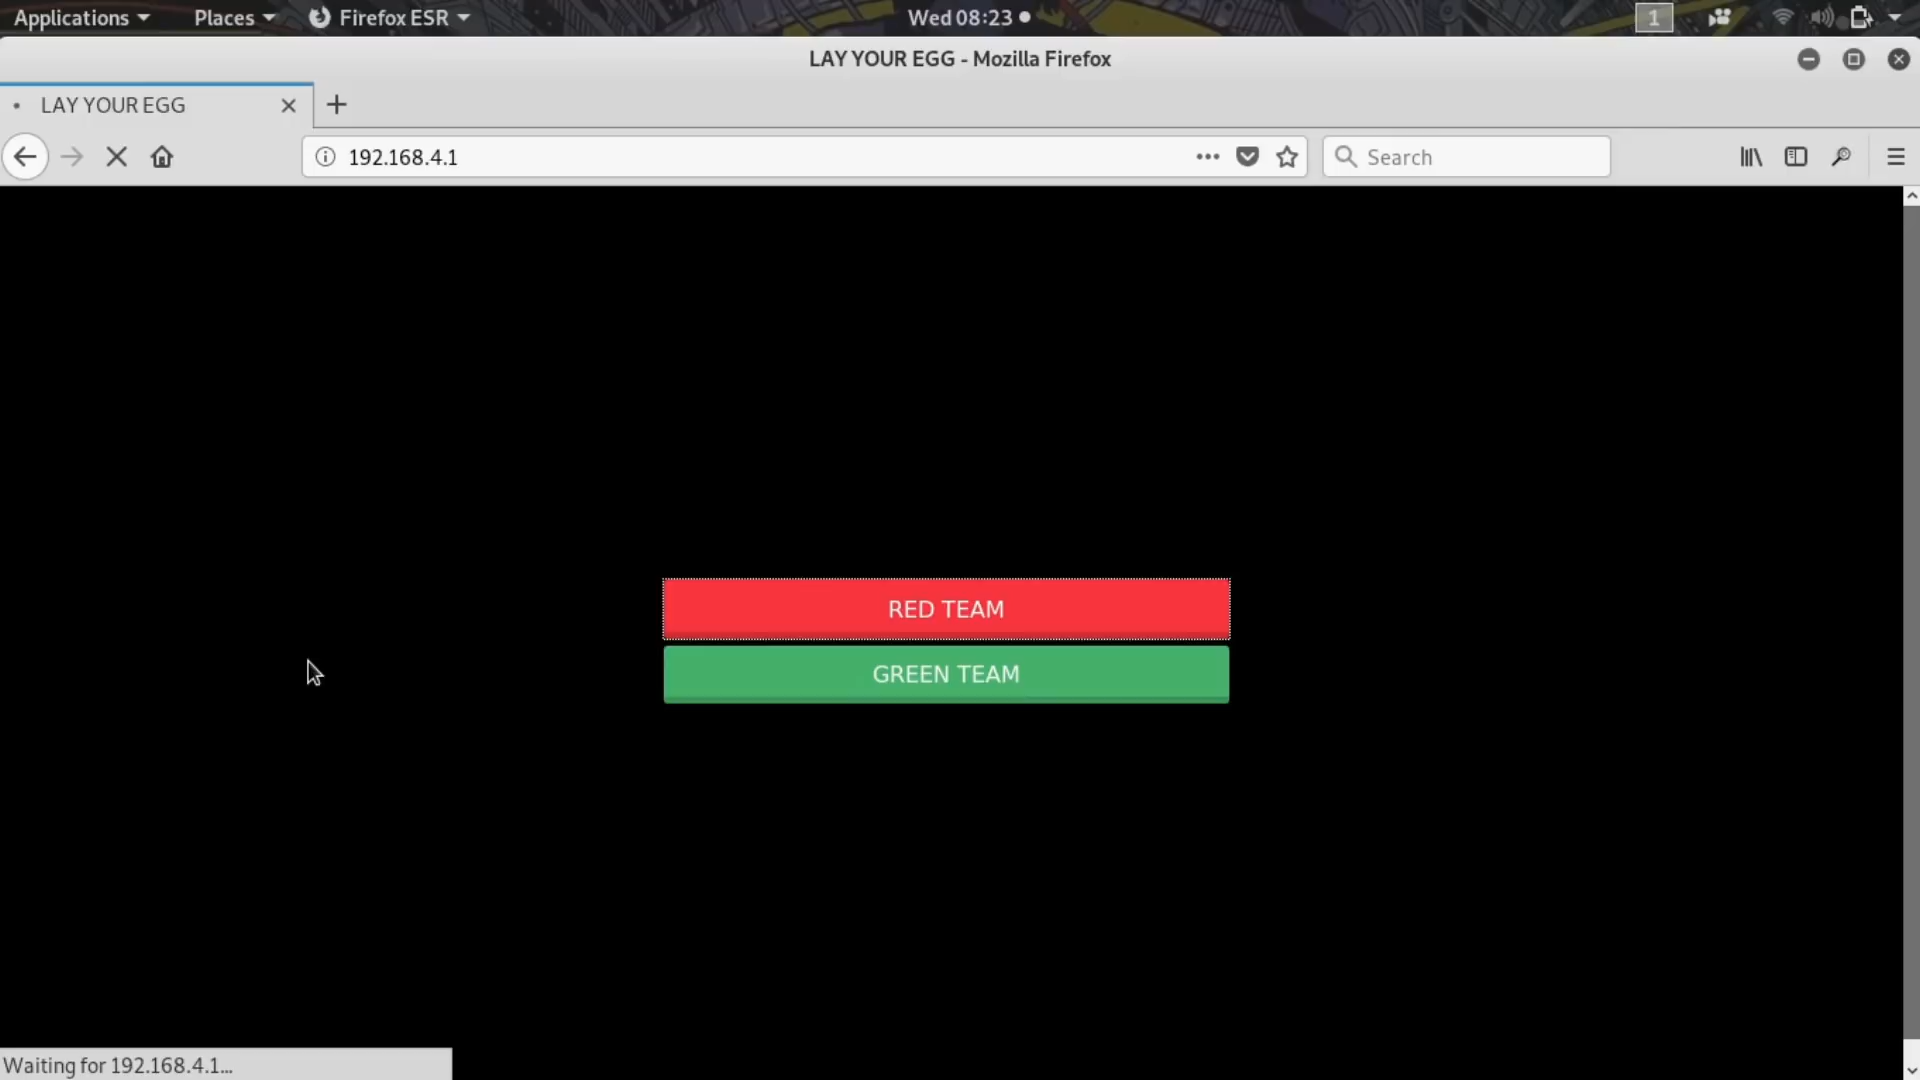 Applications Places Firefox ESR Wed 08:23 1
LAY YOUR EGG - Mozilla Firefox
LAY YOUR EGG
192.168.4.1 Search
RED TEAM
GREEN TEAM
Waiting for 192.168.4.1...